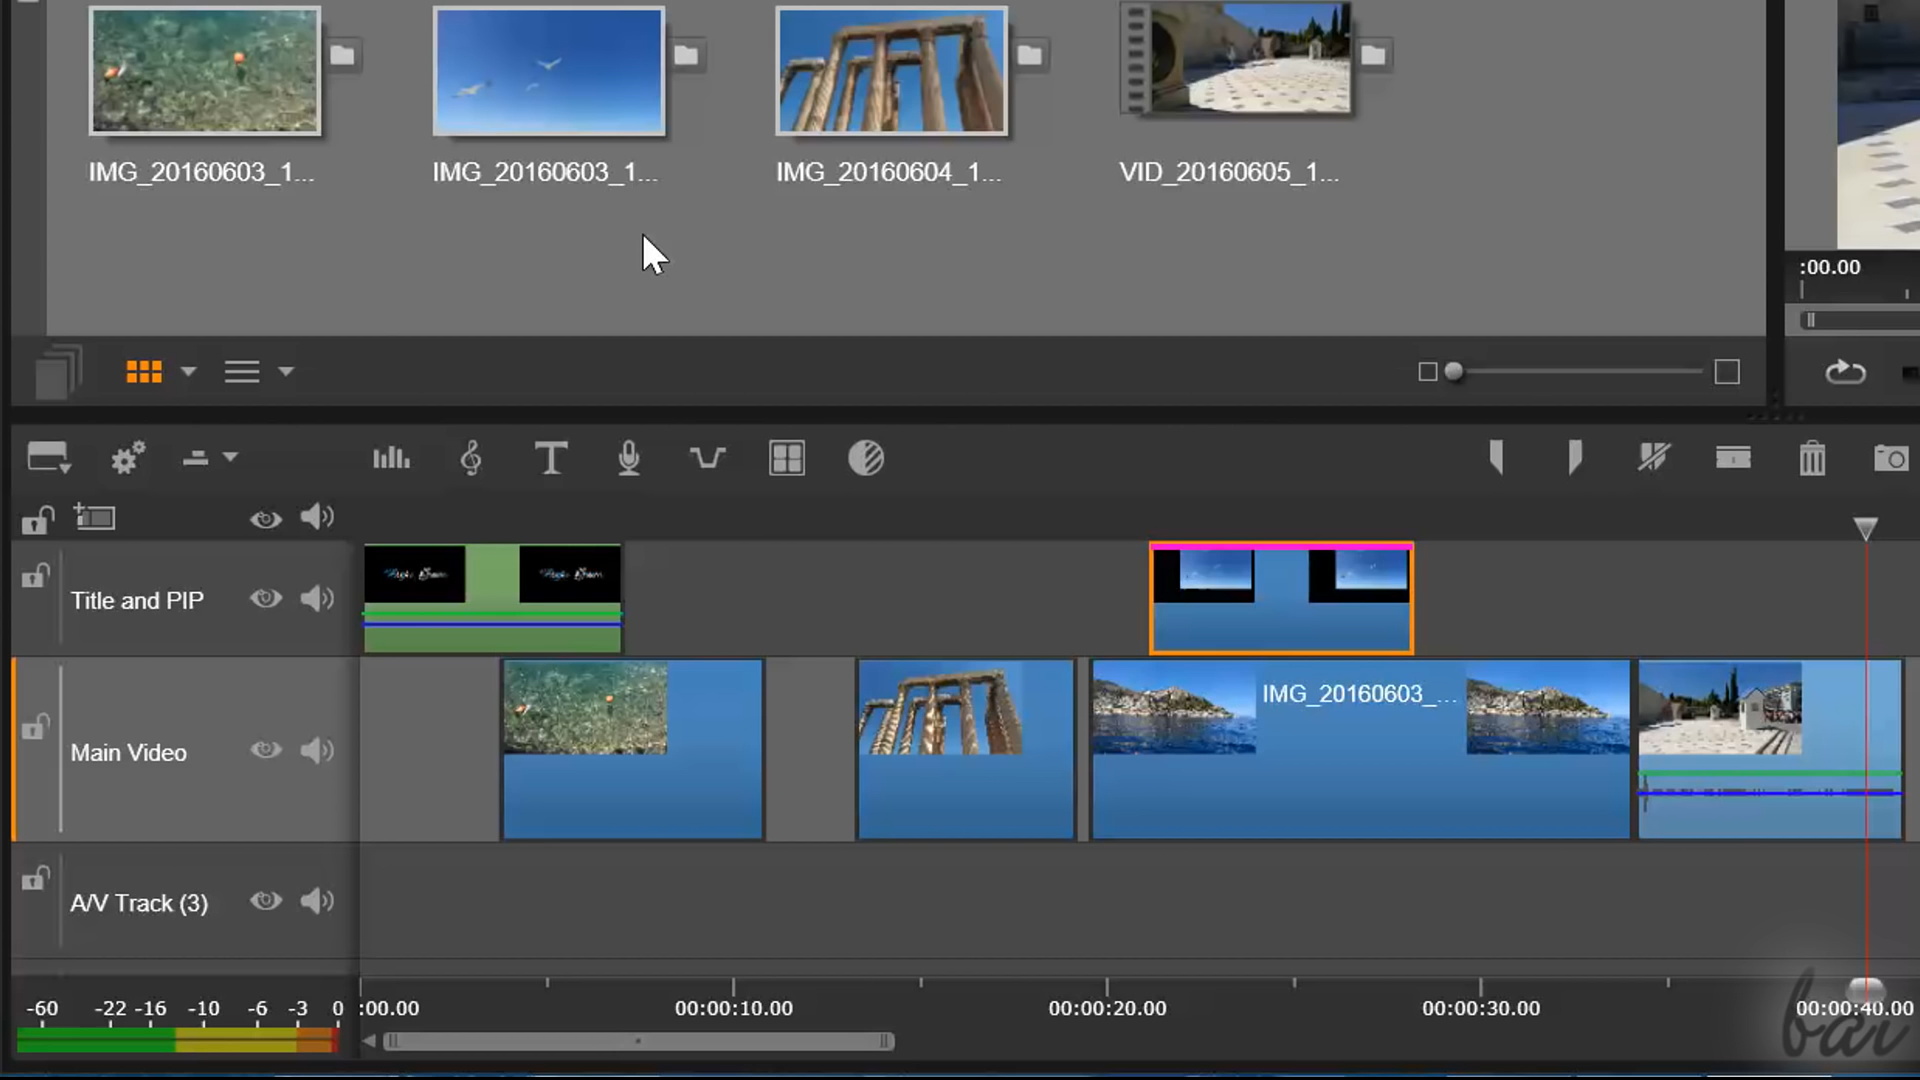 IMG_20160603_1...
IMG_20160603_1...
IMG_20160604_1...
VID_20160605_1...
:00.00
Title and PIP
IMG_20160603_...
Main Video
A/V Track (3)
-60 -22 -16 -10 -6 -3 0
:00.00 00:00:10.00 00:00:20.00 00:00:30.00 00:00:40.00
bar